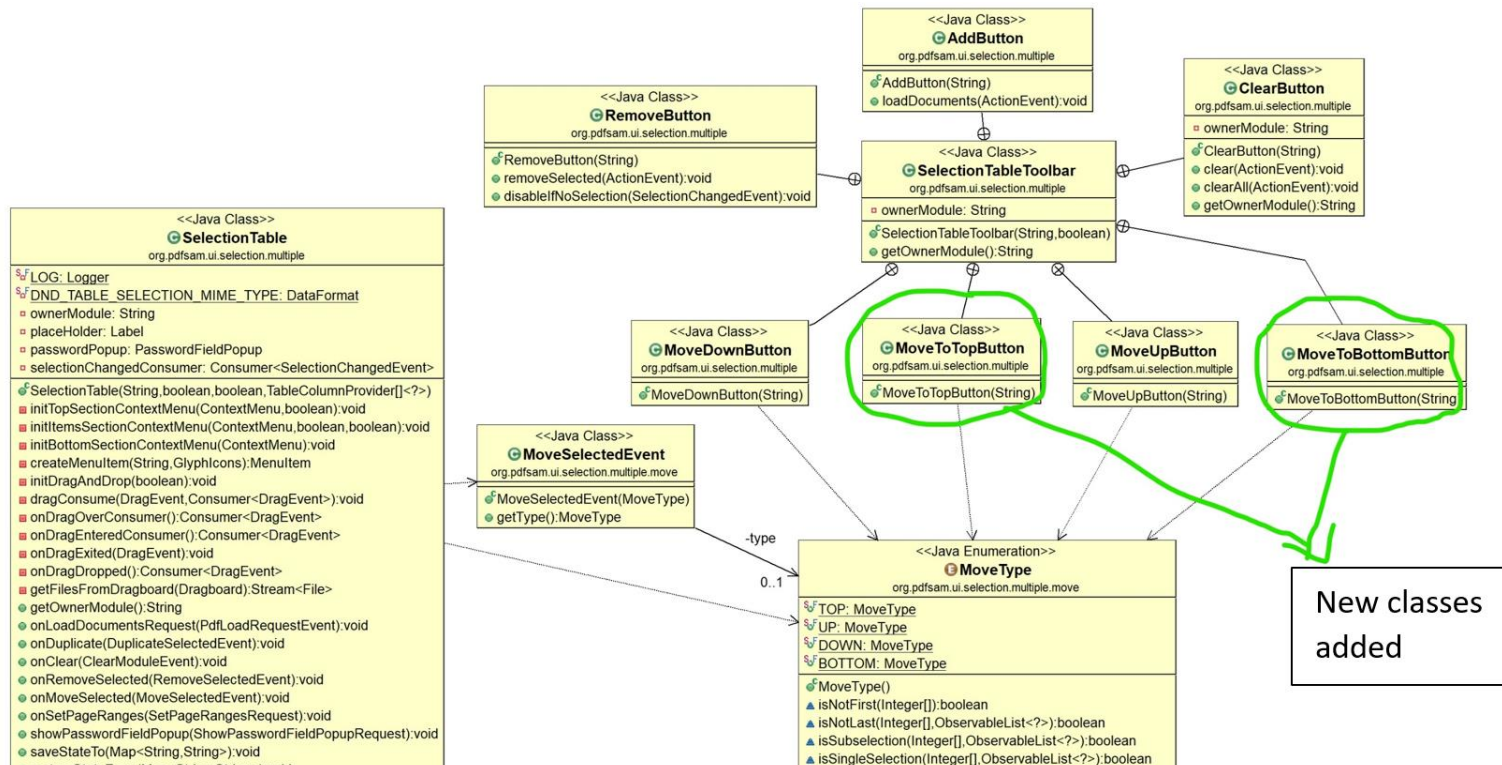 <<Java Class>>
AddButton
org.pdfsam.ui.selection.multiple
AddButton(String)
loadDocuments(ActionEvent):void
<<Java Class>>
ClearButton
org.pdfsam.ui.selection.multiple
ownerModule: String
ClearButton(String)
clear(ActionEvent):void
clearAll(ActionEvent):void
getOwnerModule():String
<<Java Class>>
RemoveButton
org.pdfsam.ui.selection.multiple
RemoveButton(String)
removeSelected(ActionEvent):void
disableIfNoSelection(SelectionChangedEvent):void
<<Java Class>>
SelectionTableToolbar
org.pdfsam.ui.selection.multiple
ownerModule: String
SelectionTableToolbar(String,boolean)
getOwnerModule():String
<<Java Class>>
SelectionTable
org.pdfsam.ui.selection.multiple
LOG: Logger
DND_TABLE_SELECTION_MIME_TYPE: DataFormat
ownerModule: String
placeHolder: Label
passwordPopup: PasswordFieldPopup
selectionChangedConsumer: Consumer<SelectionChangedEvent>
SelectionTable(String,boolean,boolean,TableColumnProvider[]<?>)
initTopSectionContextMenu(ContextMenu,boolean):void
initItemsSectionContextMenu(ContextMenu,boolean,boolean):void
initBottomSectionContextMenu(ContextMenu):void
createMenuItem(String,GlyphIcons):MenuItem
initDragAndDrop(boolean):void
dragConsume(DragEvent,Consumer<DragEvent>):void
onDragOverConsumer():Consumer<DragEvent>
onDragEnteredConsumer():Consumer<DragEvent>
onDragExited(DragEvent):void
onDragDropped():Consumer<DragEvent>
getFilesFromDragboard(Dragboard):Stream<File>
getOwnerModule():String
onLoadDocumentsRequest(PdfLoadRequestEvent):void
onDuplicate(DuplicateSelectedEvent):void
onClear(ClearModuleEvent):void
onRemoveSelected(RemoveSelectedEvent):void
onMoveSelected(MoveSelectedEvent):void
onSetPageRanges(SetPageRangesRequest):void
showPasswordFieldPopup(ShowPasswordFieldPopupRequest):void
saveStateTo(Map<String,String>):void
<<Java Class>>
MoveDownButton
org.pdfsam.ui.selection.multiple
MoveDownButton(String)
<<Java Class>>
MoveToTopButton
org.pdfsam.ui.selection.multiple
MoveToTopButton(String)
<<Java Class>>
MoveUpButton
org.pdfsam.ui.selection.multiple
MoveUpButton(String)
<<Java Class>>
MoveToBottomButton
org.pdfsam.ui.selection.multiple
MoveToBottomButton(String)
<<Java Class>>
MoveSelectedEvent
org.pdfsam.ui.selection.multiple.move
MoveSelectedEvent(MoveType)
getType():MoveType
-type
0..1
<<Java Enumeration>>
MoveType
org.pdfsam.ui.selection.multiple.move
TOP: MoveType
UP: MoveType
DOWN: MoveType
BOTTOM: MoveType
MoveType()
isNotFirst(Integer[]):boolean
isNotLast(Integer[],ObservableList<?>):boolean
isSubselection(Integer[],ObservableList<?>):boolean
isSingleSelection(Integer[],ObservableList<?>):boolean
New classes
added